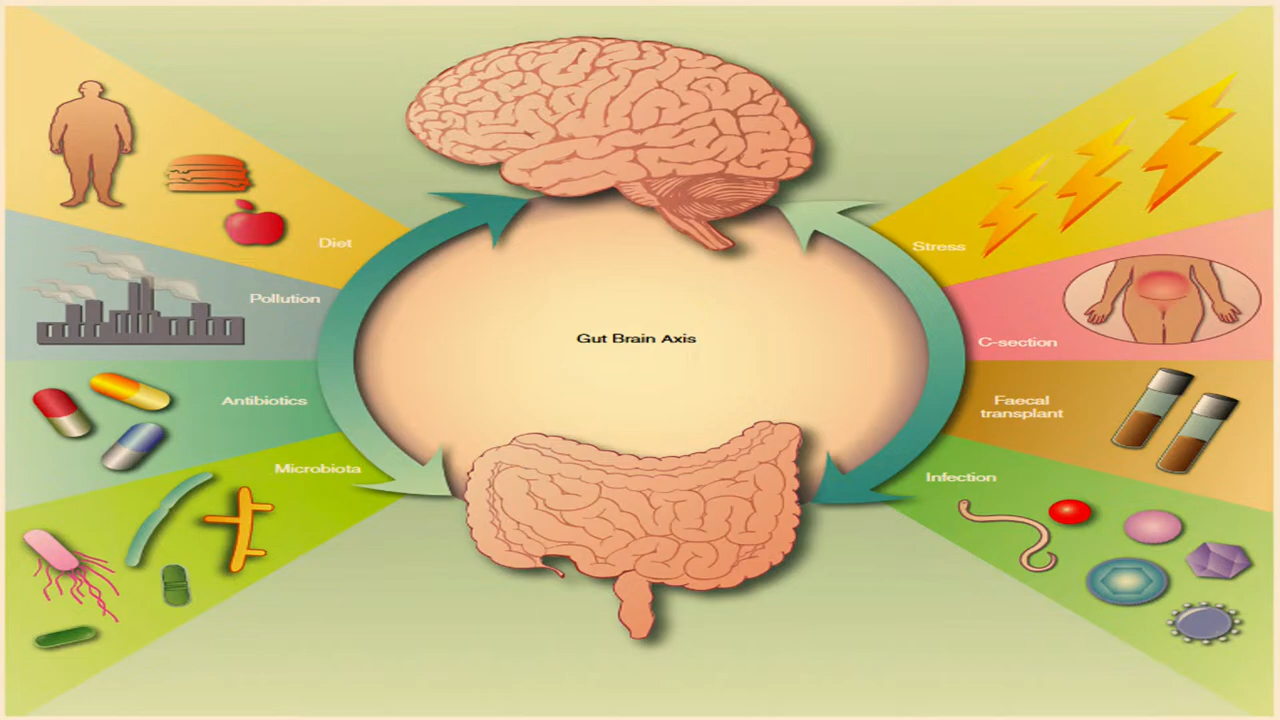 Diet
Pollution
Antibiotics
Microbiota
Gut Brain Axis
Stress
C-section
Faecal
transplant
Infection